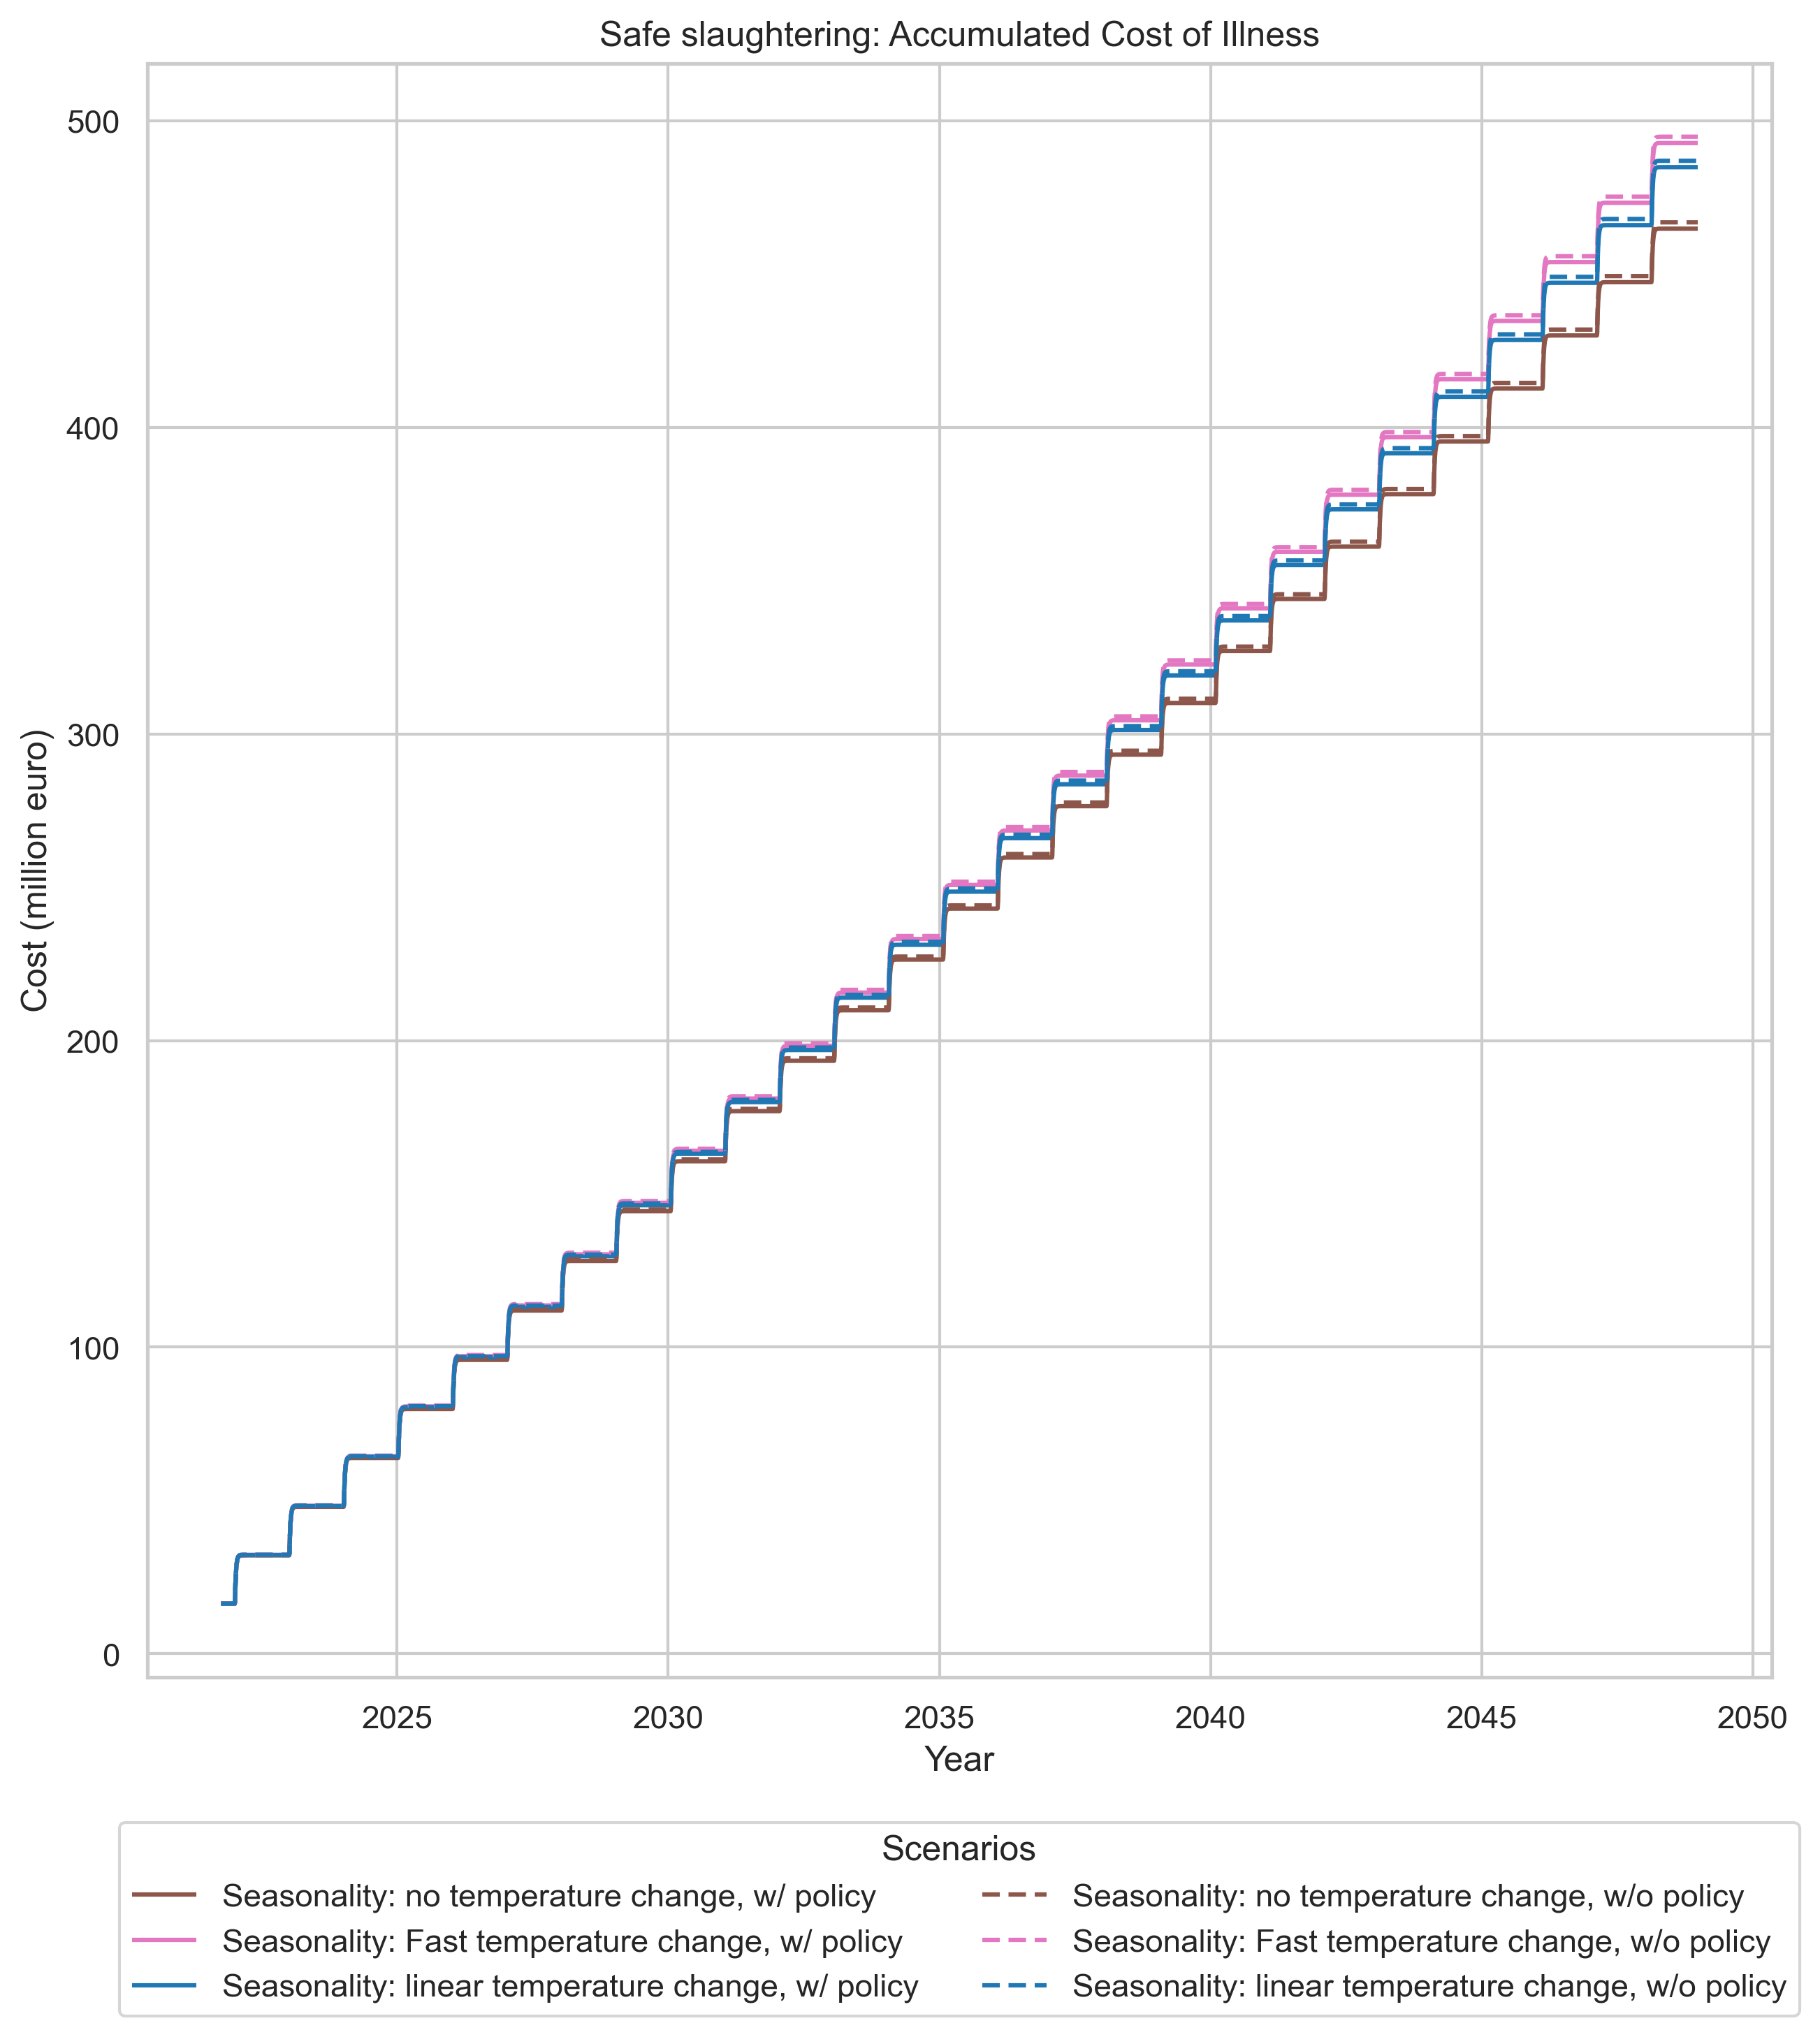 Safe slaughtering: Accumulated Cost of Illness
500
400
300
200
100
0
Cost (million euro)
2025 2030 2035 2040 2045 2050
Year
Scenarios
Seasonality: no temperature change, w/ policy
Seasonality: Fast temperature change, w/ policy
Seasonality: linear temperature change, w/ policy
Seasonality: no temperature change, w/o policy
Seasonality: Fast temperature change, w/o policy
Seasonality: linear temperature change, w/o policy